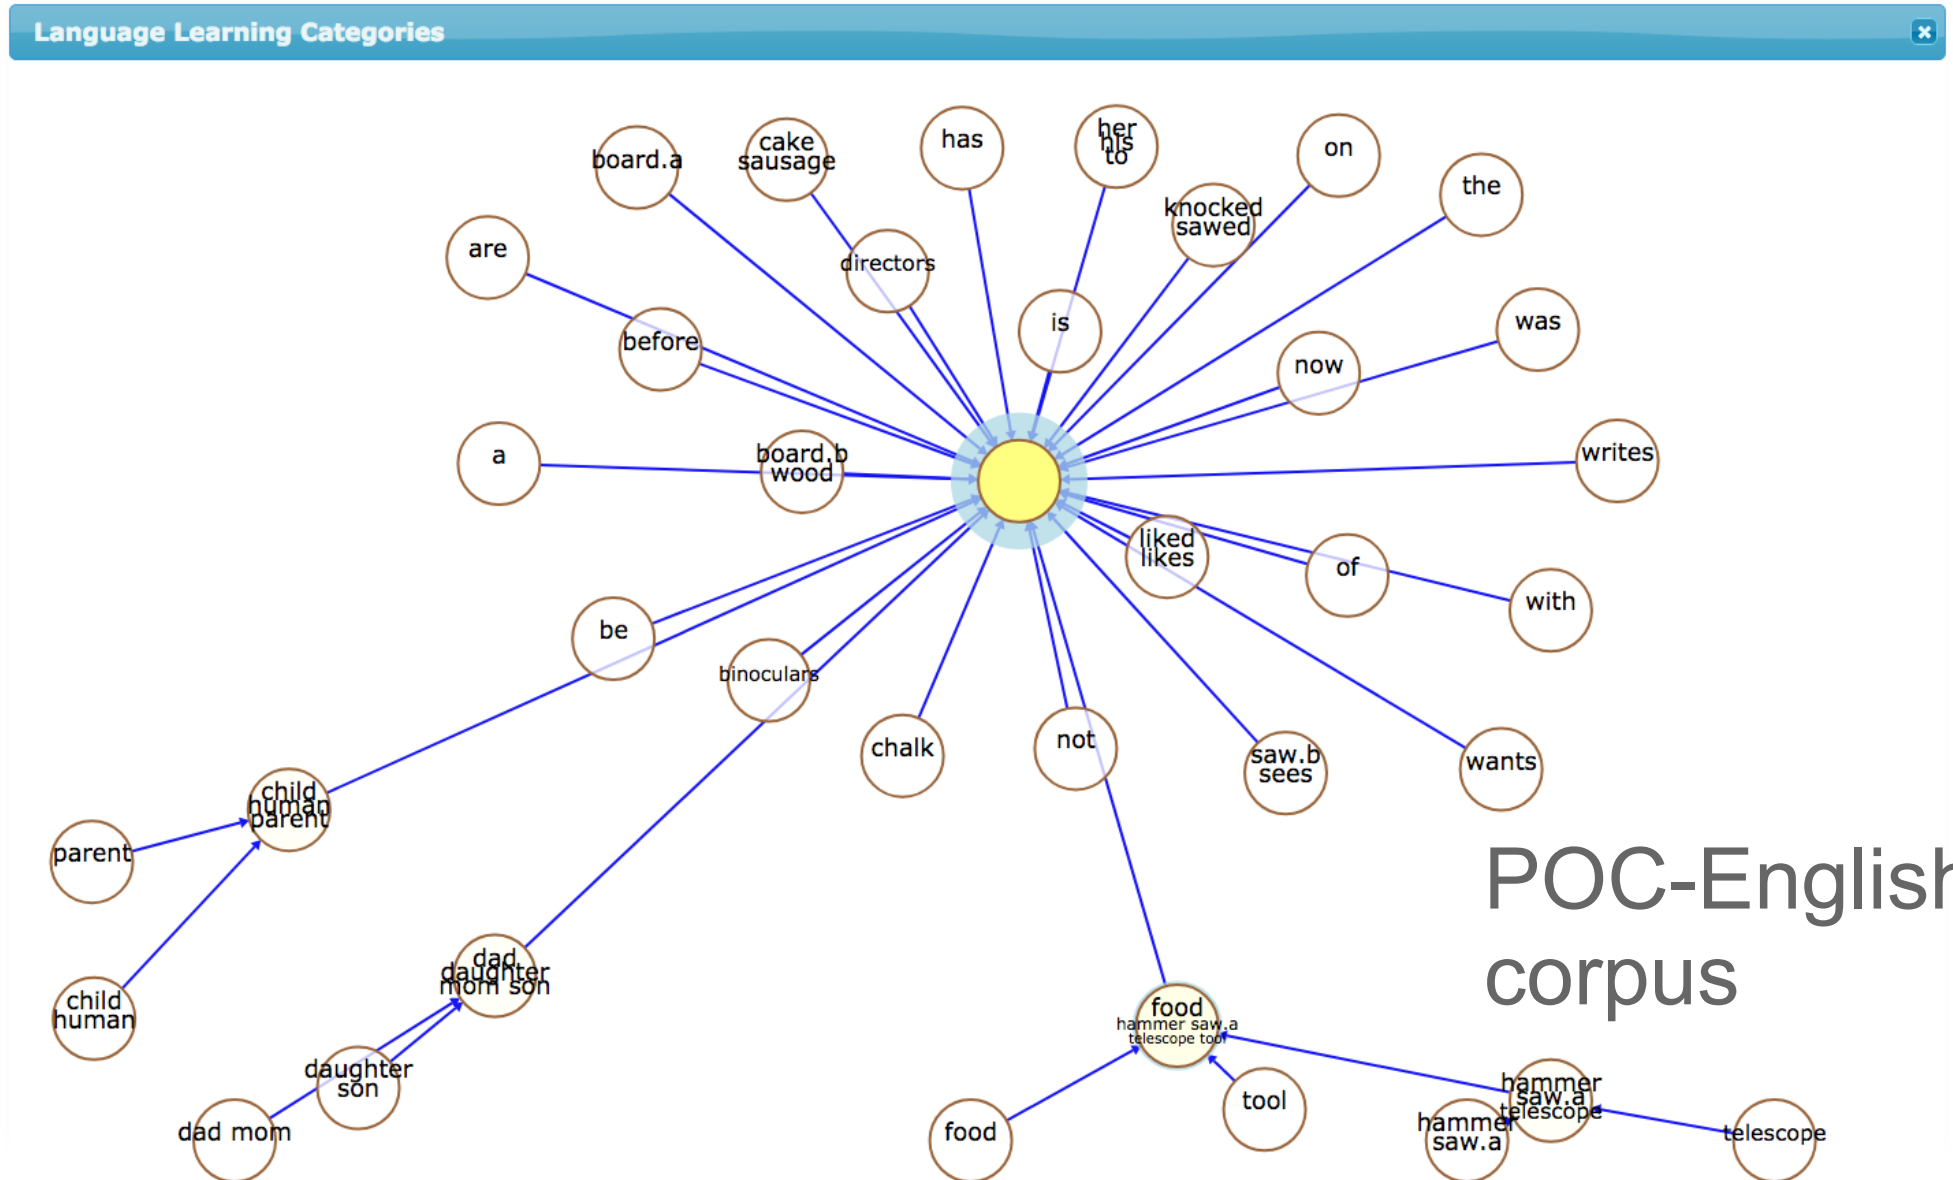 Language Learning Categories
board.a
cake
sausage
has
her
his
to
on
the
knocked
sawed
are
directors
before
is
was
now
a
board.b
wood
writes
liked
likes
of
with
be
binoculars
chalk
not
saw.b
sees
wants
child
human
parent
parent
POC-English
corpus
child
human
dad
daughter
mom son
food
hammer saw.a
telescope tool
daughter
son
dad mom
food
tool
hammer
saw.a
telescope
hammer
saw.a
telescope